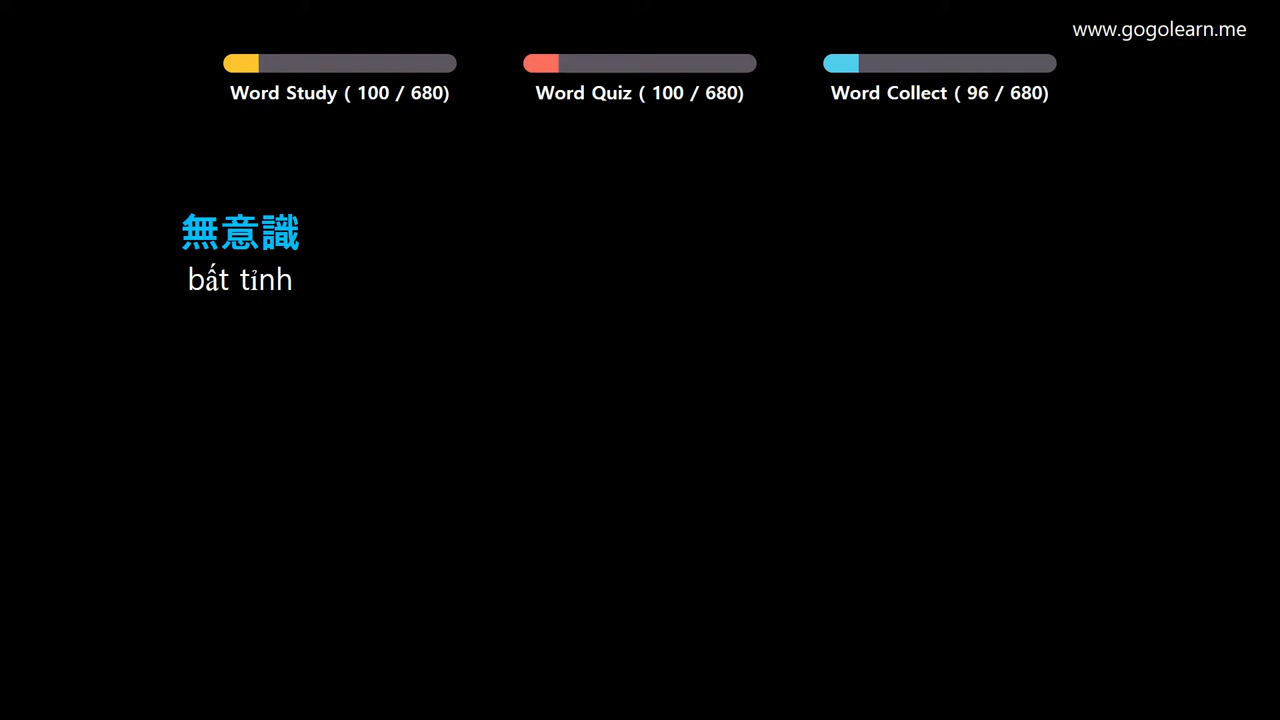 www.gogolearn.me
Word Study ( 100 / 680)
Word Quiz ( 100 / 680)
Word Collect ( 96 / 680)
無意識
bất tỉnh